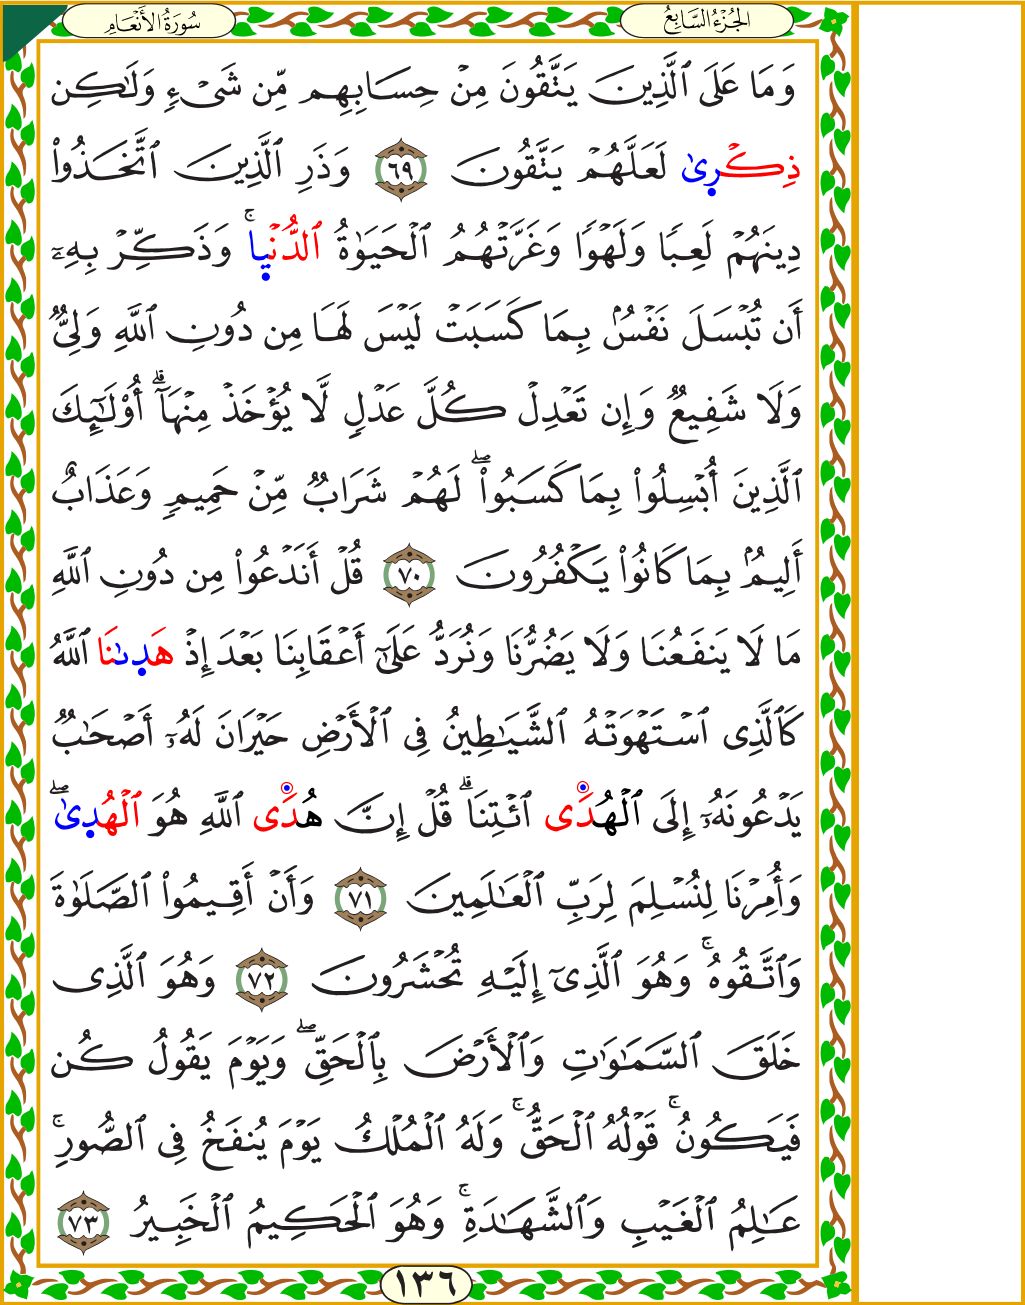 الجُزْءُ السَّابِعُ
سُورَةُ الأَنْعَامِ
وَمَا عَلَى ٱلَّذِينَ يَتَّقُونَ مِنۡ حِسَابِهِم مِّن شَيۡءٖ وَلَٰكِن
ذِكۡرٜىٰ لَعَلَّهُمۡ يَتَّقُونَ ٦٩ وَذَرِ ٱلَّذِينَ ٱتَّخَذُواْ
دِينَهُمۡ لَعِبٗا وَلَهۡوٗا وَغَرَّتۡهُمُ ٱلۡحَيَوٰةُ ٱلدُّنۡيٜاۚ وَذَكِّرۡ بِهِۦٓ
أَن تُبۡسَلَ نَفۡسُۢ بِمَا كَسَبَتۡ لَيۡسَ لَهَا مِن دُونِ ٱللَّهِ وَلِيّٞ
وَلَا شَفِيعٞ وَإِن تَعۡدِلۡ كُلَّ عَدۡلٖ لَّا يُؤۡخَذۡ مِنۡهَآۗ أُوْلَٰٓئِكَ
ٱلَّذِينَ أُبۡسِلُواْ بِمَا كَسَبُواْۖ لَهُمۡ شَرَابٞ مِّنۡ حَمِيمٖ وَعَذَابٌ
أَلِيمُۢ بِمَا كَانُواْ يَكۡفُرُونَ ٧٠ قُلۡ أَنَدۡعُواْ مِن دُونِ ٱللَّهِ
مَا لَا يَنفَعُنَا وَلَا يَضُرُّنَا وَنُرَدُّ عَلَىٰٓ أَعۡقَابِنَا بَعۡدَ إِذۡ هَدٜىٰنَا ٱللَّهُ
كَٱلَّذِي ٱسۡتَهۡوَتۡهُ ٱلشَّيَٰطِينُ فِي ٱلۡأَرۡضِ حَيۡرَانَ لَهُۥٓ أَصۡحَٰبٞ
يَدۡعُونَهُۥٓ إِلَى ٱلۡهُدَى ٱئۡتِنَاۗ قُلۡ إِنَّ هُدَى ٱللَّهِ هُوَ ٱلۡهُدٜىٰۖ
وَأُمِرۡنَا لِنُسۡلِمَ لِرَبِّ ٱلۡعَٰلَمِينَ ٧١ وَأَنۡ أَقِيمُواْ ٱلصَّلَوٰةَ
وَٱتَّقُوهُۚ وَهُوَ ٱلَّذِيٓ إِلَيۡهِ تُحۡشَرُونَ ٧٢ وَهُوَ ٱلَّذِي
خَلَقَ ٱلسَّمَٰوَٰتِ وَٱلۡأَرۡضَ بِٱلۡحَقِّۖ وَيَوۡمَ يَقُولُ كُن
فَيَكُونُۚ قَوۡلُهُ ٱلۡحَقُّۚ وَلَهُ ٱلۡمُلۡكُ يَوۡمَ يُنفَخُ فِي ٱلصُّورِۚ
عَٰلِمُ ٱلۡغَيۡبِ وَٱلشَّهَٰدَةِۚ وَهُوَ ٱلۡحَكِيمُ ٱلۡخَبِيرُ ٧٣
١٣٦